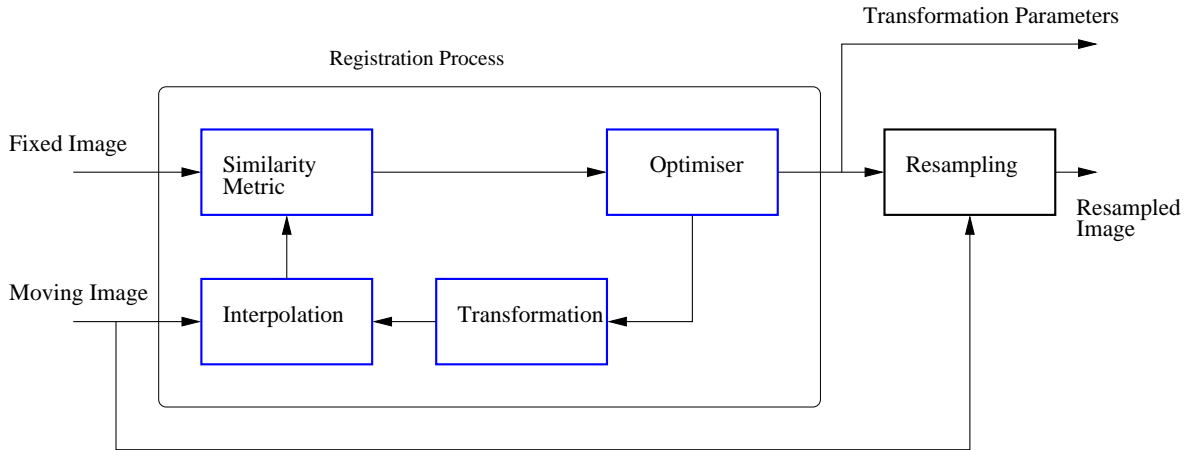 Transformation Parameters
Registration Process
Fixed Image
Similarity
Metric
Optimiser
Resampling
Resampled
Image
Moving Image
Interpolation
Transformation